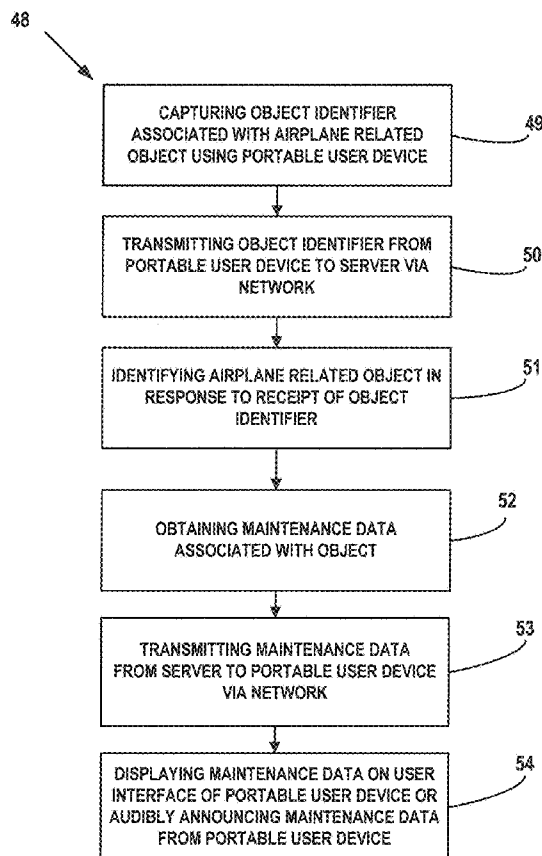 48
CAPTURING OBJECT IDENTIFIER
ASSOCIATED WITH AIRPLANE RELATED
OBJECT USING PORTABLE USER DEVICE
49
TRANSMITTING OBJECT IDENTIFIER FROM
PORTABLE USER DEVICE TO SERVER VIA
NETWORK
50
IDENTIFYING AIRPLANE RELATED OBJECT IN
RESPONSE TO RECEIPT OF OBJECT
IDENTIFIER
51
OBTAINING MAINTENANCE DATA
ASSOCIATED WITH OBJECT
52
TRANSMITTING MAINTENANCE DATA
FROM SERVER TO PORTABLE USER DEVICE
VIA NETWORK
53
DISPLAYING MAINTENANCE DATA ON USER
INTERFACE OF PORTABLE USER DEVICE OR
AUDIBLY ANNOUNCING MAINTENANCE DATA
FROM PORTABLE USER DEVICE
54